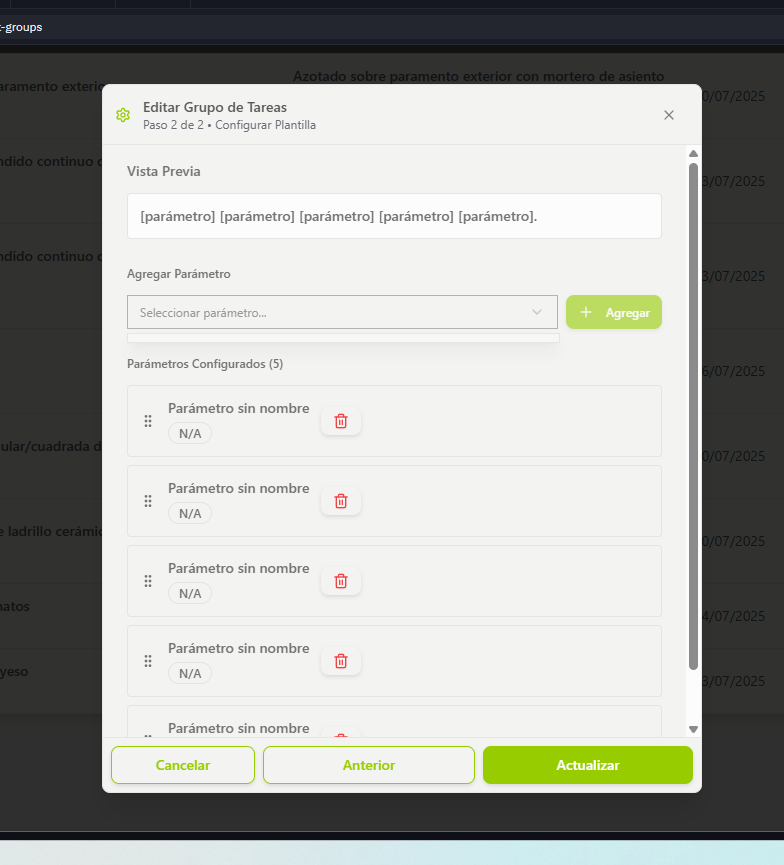 -groups
Azotado sobre paramento exterior con mortero de asiento
aramento exterio
0/07/2025
Editar Grupo de Tareas
Paso 2 de 2 • Configurar Plantilla
ndido continuo c
3/07/2025
Vista Previa
[parámetro] [parámetro] [parámetro] [parámetro] [parámetro].
ndido continuo c
3/07/2025
Agregar Parámetro
Seleccionar parámetro...
Agregar
6/07/2025
Parámetros Configurados (5)
Parámetro sin nombre
N/A
ular/cuadrada d
0/07/2025
Parámetro sin nombre
N/A
e ladrillo cerámic
0/07/2025
Parámetro sin nombre
N/A
natos
4/07/2025
Parámetro sin nombre
N/A
yeso
3/07/2025
Parámetro sin nombre
Cancelar
Anterior
Actualizar